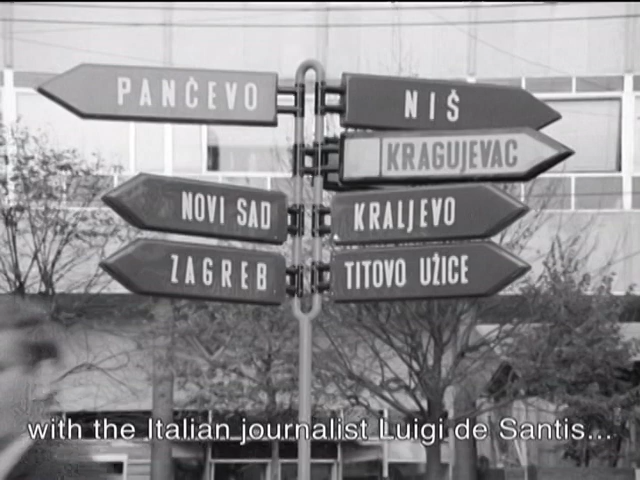 PANČEVO
NIŠ
KRAGUJEVAC
NOVI SAD
KRALJEVO
ZAGREB
TITOVO UŽICE
with the Italian journalist Luigi de Santis...